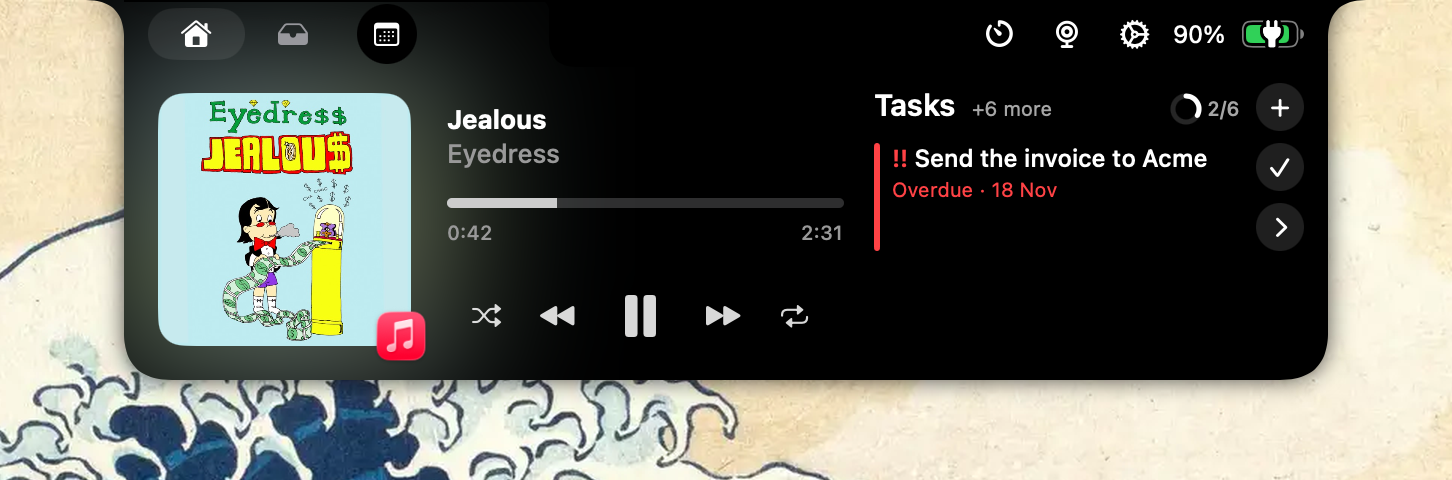 90%
Eyedre$$
JEALOU$
Jealous
Eyedress
0:42
2:31
Tasks +6 more 2/6
!! Send the invoice to Acme
Overdue · 18 Nov